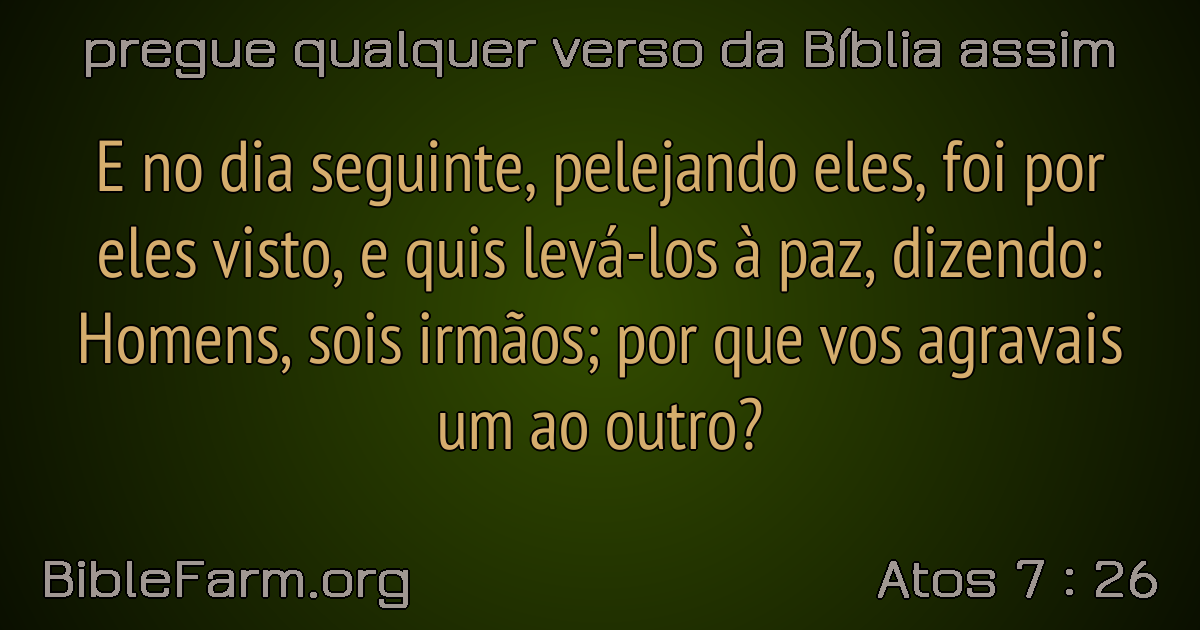 pregue qualquer verso da Bíblia assim
E no dia seguinte, pelejando eles, foi por
eles visto, e quis levá-los à paz, dizendo:
Homens, sois irmãos; por que vos agravais
um ao outro?
BibleFarm.org
Atos 7 : 26